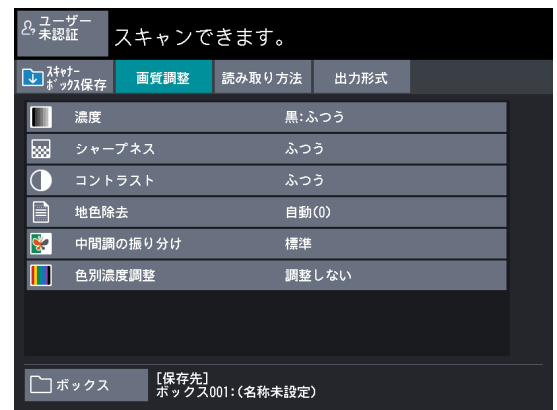 ユーザー
未認証
スキャンできます。
スキャナー
ボックス保存
画質調整
読み取り方法
出力形式
濃度 黒:ふつう
シャープネス ふつう
コントラスト ふつう
地色除去 自動(0)
中間調の振り分け 標準
色別濃度調整 調整しない
ボックス
[保存先]
ボックス001:(名称未設定)